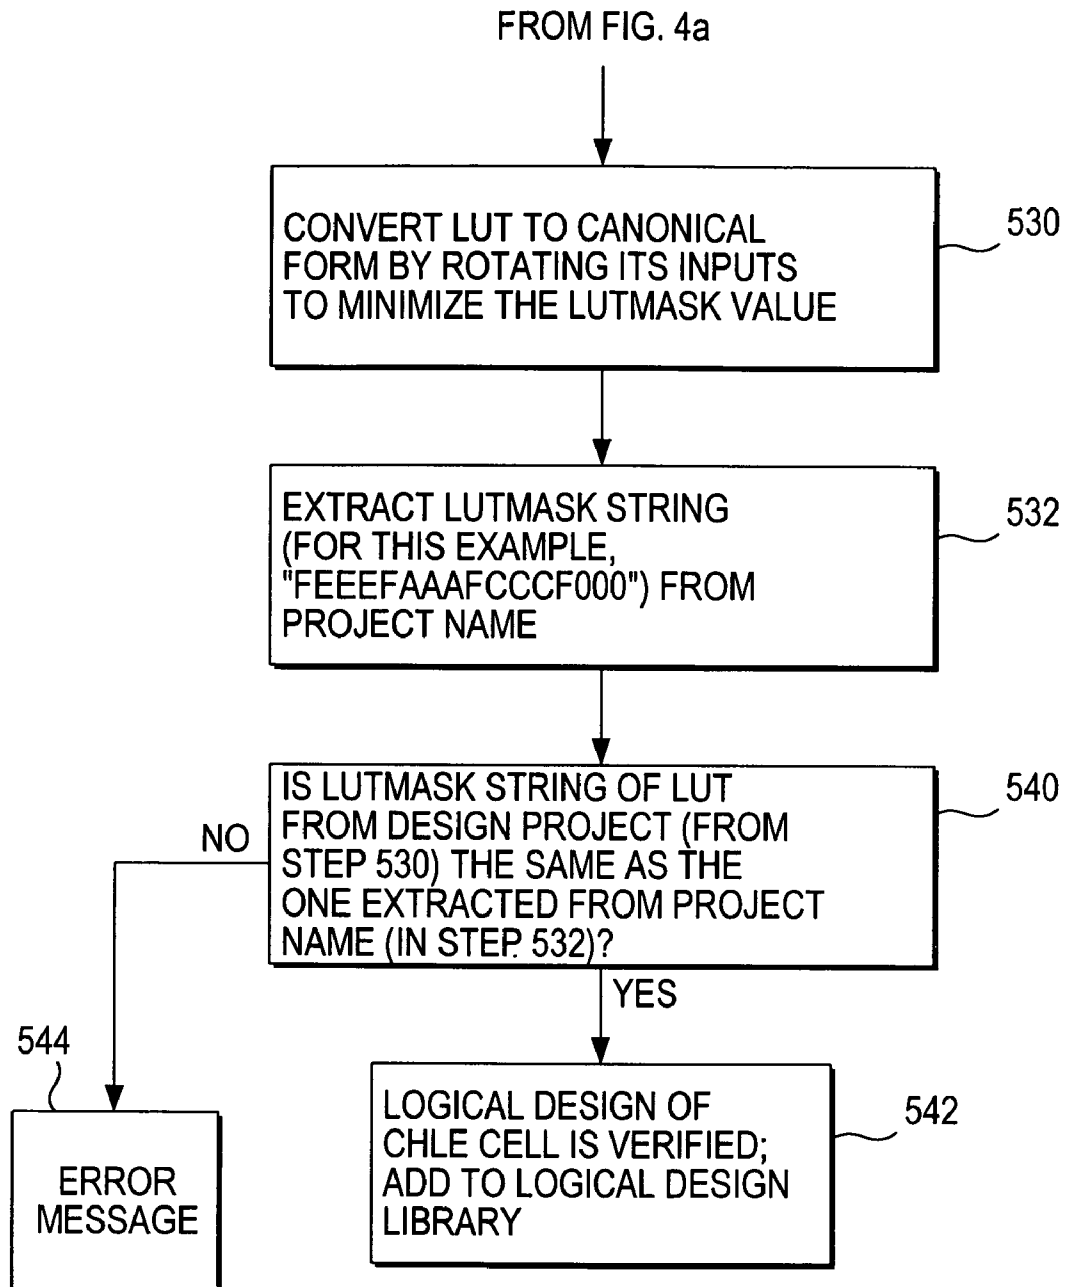 FROM FIG. 4a
CONVERT LUT TO CANONICAL
FORM BY ROTATING ITS INPUTS
TO MINIMIZE THE LUTMASK VALUE
530
EXTRACT LUTMASK STRING
(FOR THIS EXAMPLE,
"FEEEFAAAFCCCF000") FROM
PROJECT NAME
532
IS LUTMASK STRING OF LUT
FROM DESIGN PROJECT (FROM
STEP 530) THE SAME AS THE
ONE EXTRACTED FROM PROJECT
NAME (IN STEP 532)?
540
NO
YES
544
ERROR
MESSAGE
LOGICAL DESIGN OF
CHLE CELL IS VERIFIED;
ADD TO LOGICAL DESIGN
LIBRARY
542